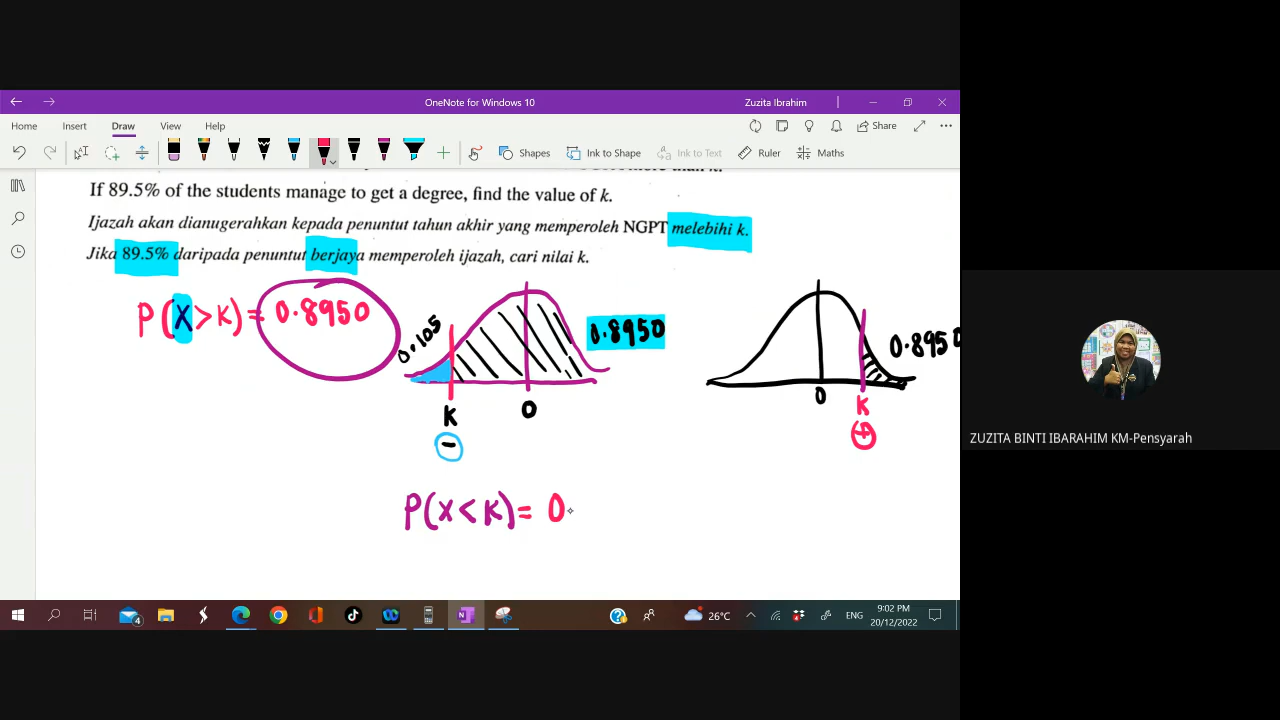 OneNote for Windows 10
Zuzita Ibrahim
Home Insert Draw View Help
Share
Shapes Ink to Shape Ink to Text Ruler Maths
If 89.5% of the students manage to get a degree, find the value of k.
Ijazah akan dianugerahkan kepada penuntut tahun akhir yang memperoleh NGPT melebihi k.
Jika 89.5% daripada penuntut berjaya memperoleh ijazah, cari nilai k.
P(X>K) = 0.8950
0.105
0.8950
K
0
-
0.8950
0
K
+
P(X<K) = 0
ZUZITA BINTI IBARAHIM KM-Pensyarah
4
26°C
ENG
9:02 PM
20/12/2022